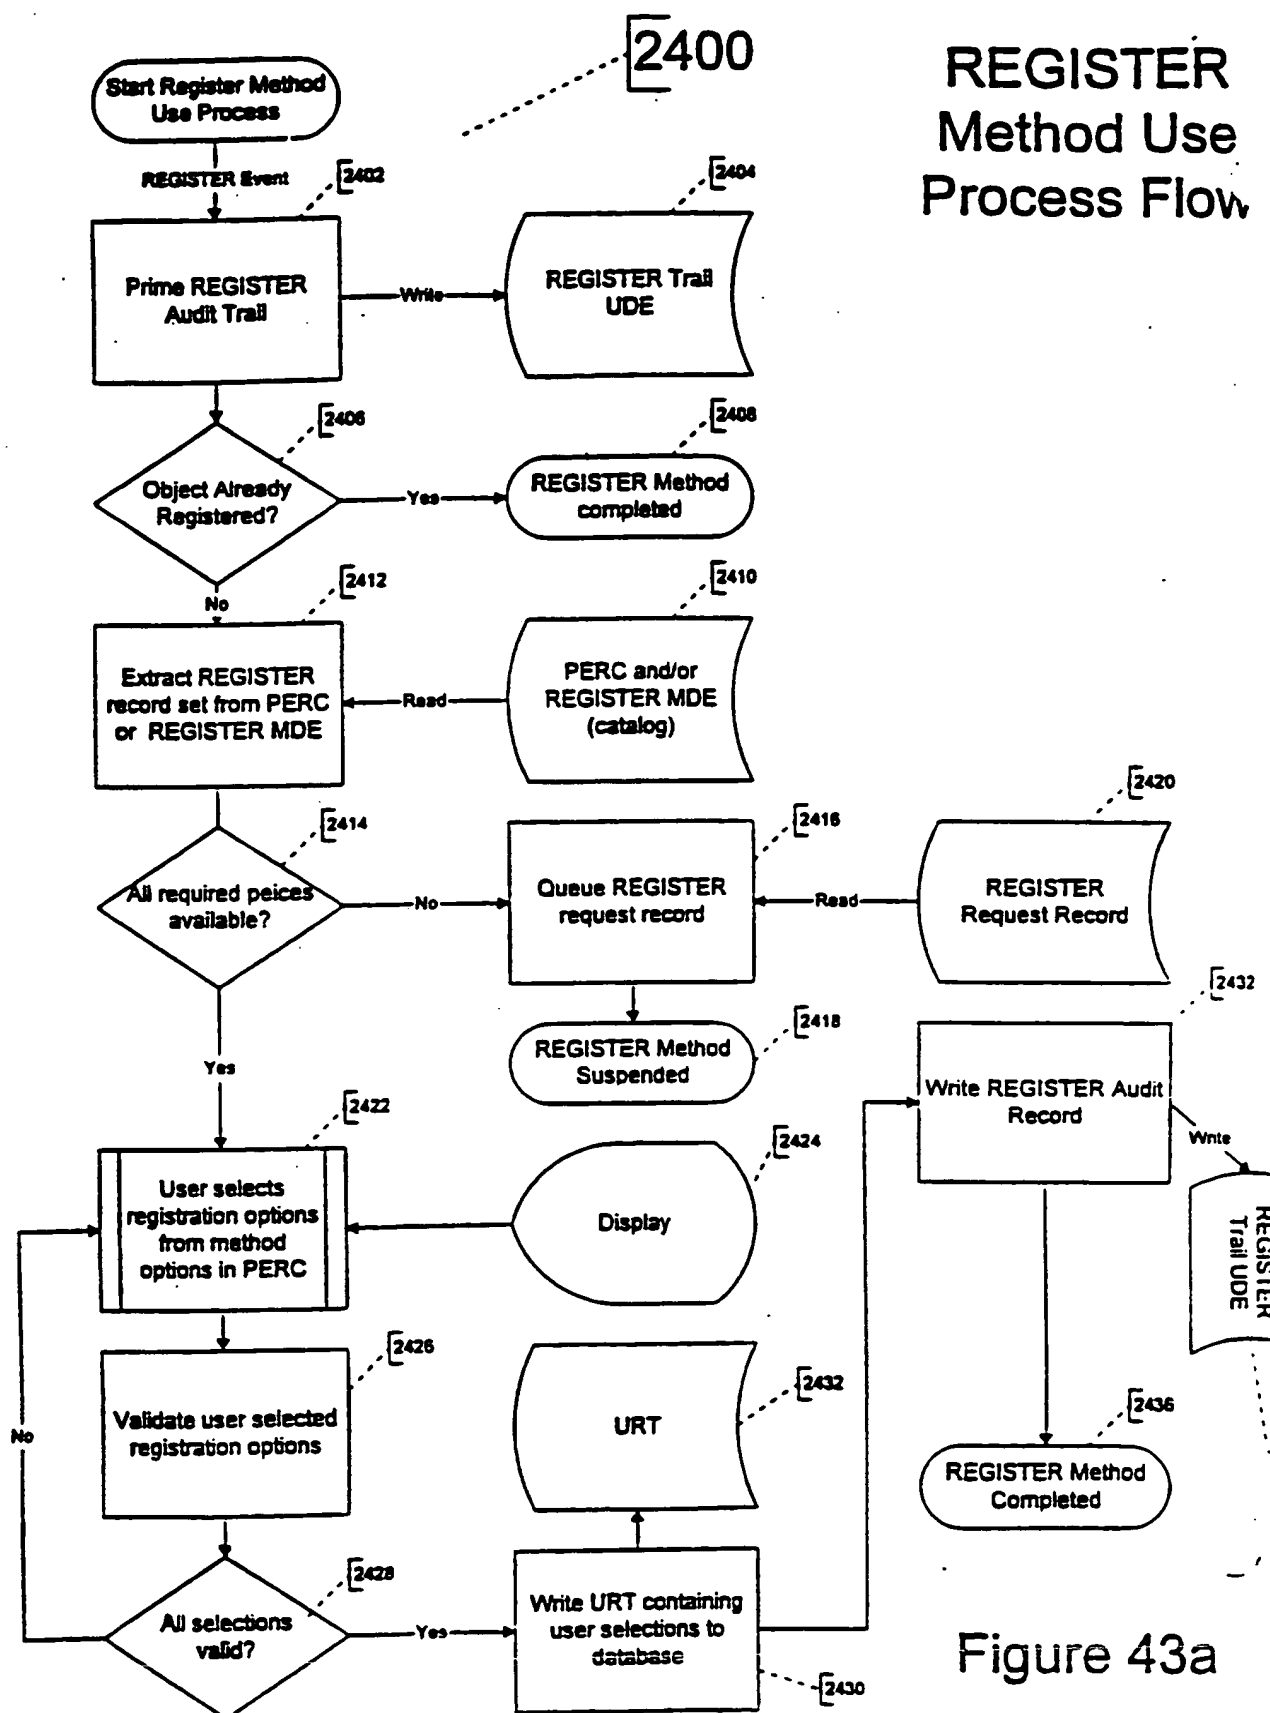 2400
REGISTER
Method Use
Process Flow
Start Register Method
Use Process
REGISTER Event
2402
2404
Prime REGISTER
Audit Trail
Write
REGISTER Trail
UDE
2406
2408
Object Already
Registered?
Yes
REGISTER Method
completed
No
2412
2410
Extract REGISTER
record set from PERC
or REGISTER MDE
Read
PERC and/or
REGISTER MDE
(catalog)
2414
2416
2420
All required peices
available?
No
Queue REGISTER
request record
Read
REGISTER
Request Record
Yes
2418
REGISTER Method
Suspended
2432
Write REGISTER Audit
Record
Write
REGISTER
Trail UDE
2422
2424
User selects
registration options
from method
options in PERC
Display
2426
2432
Validate user selected
registration options
URT
No
2436
REGISTER Method
Completed
2428
All selections
valid?
Yes
Write URT containing
user selections to
database
2430
Figure 43a